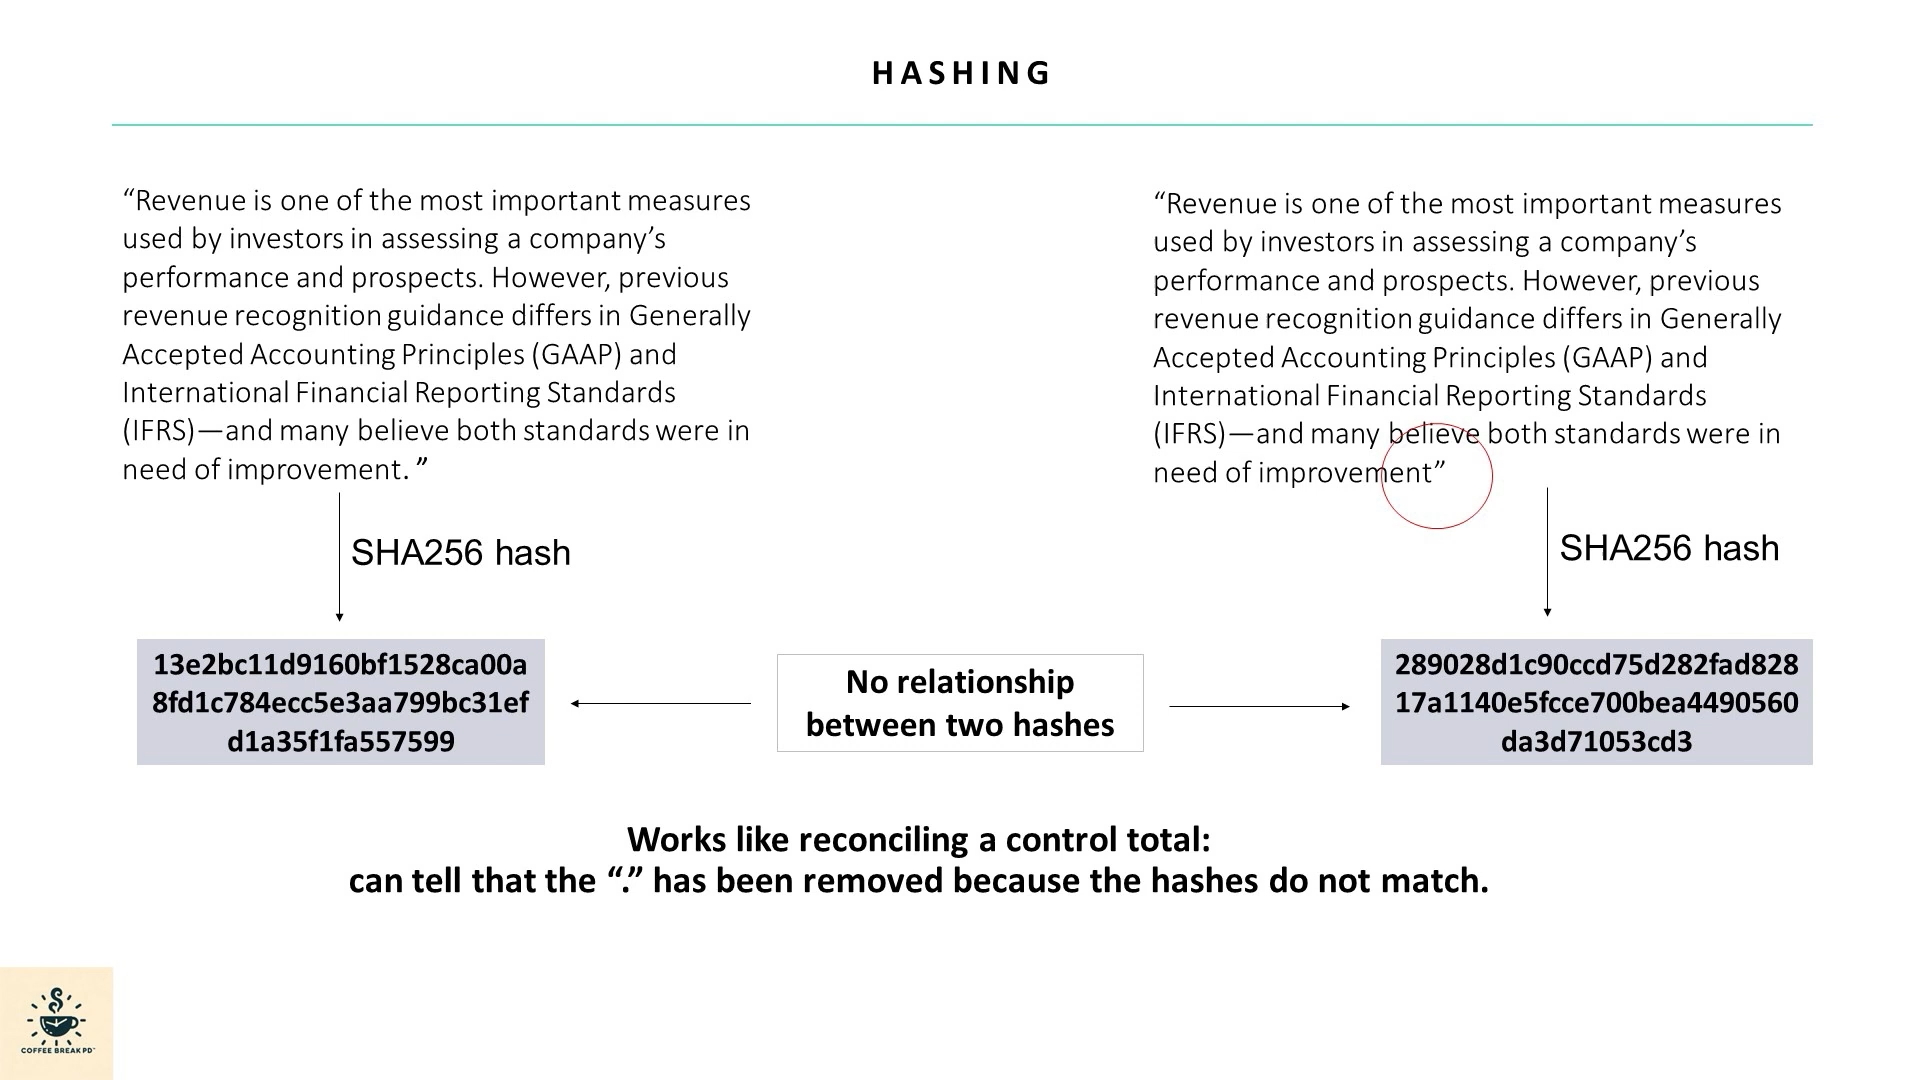 HASHING
“Revenue is one of the most important measures
used by investors in assessing a company’s
performance and prospects. However, previous
revenue recognition guidance differs in Generally
Accepted Accounting Principles (GAAP) and
International Financial Reporting Standards
(IFRS)—and many believe both standards were in
need of improvement. ”
“Revenue is one of the most important measures
used by investors in assessing a company’s
performance and prospects. However, previous
revenue recognition guidance differs in Generally
Accepted Accounting Principles (GAAP) and
International Financial Reporting Standards
(IFRS)—and many believe both standards were in
need of improvement”
SHA256 hash
SHA256 hash
13e2bc11d9160bf1528ca00a
8fd1c784ecc5e3aa799bc31ef
d1a35f1fa557599
No relationship
between two hashes
289028d1c90ccd75d282fad828
17a1140e5fcce700bea4490560
da3d71053cd3
Works like reconciling a control total:
can tell that the “.” has been removed because the hashes do not match.
COFFEE BREAK PD™